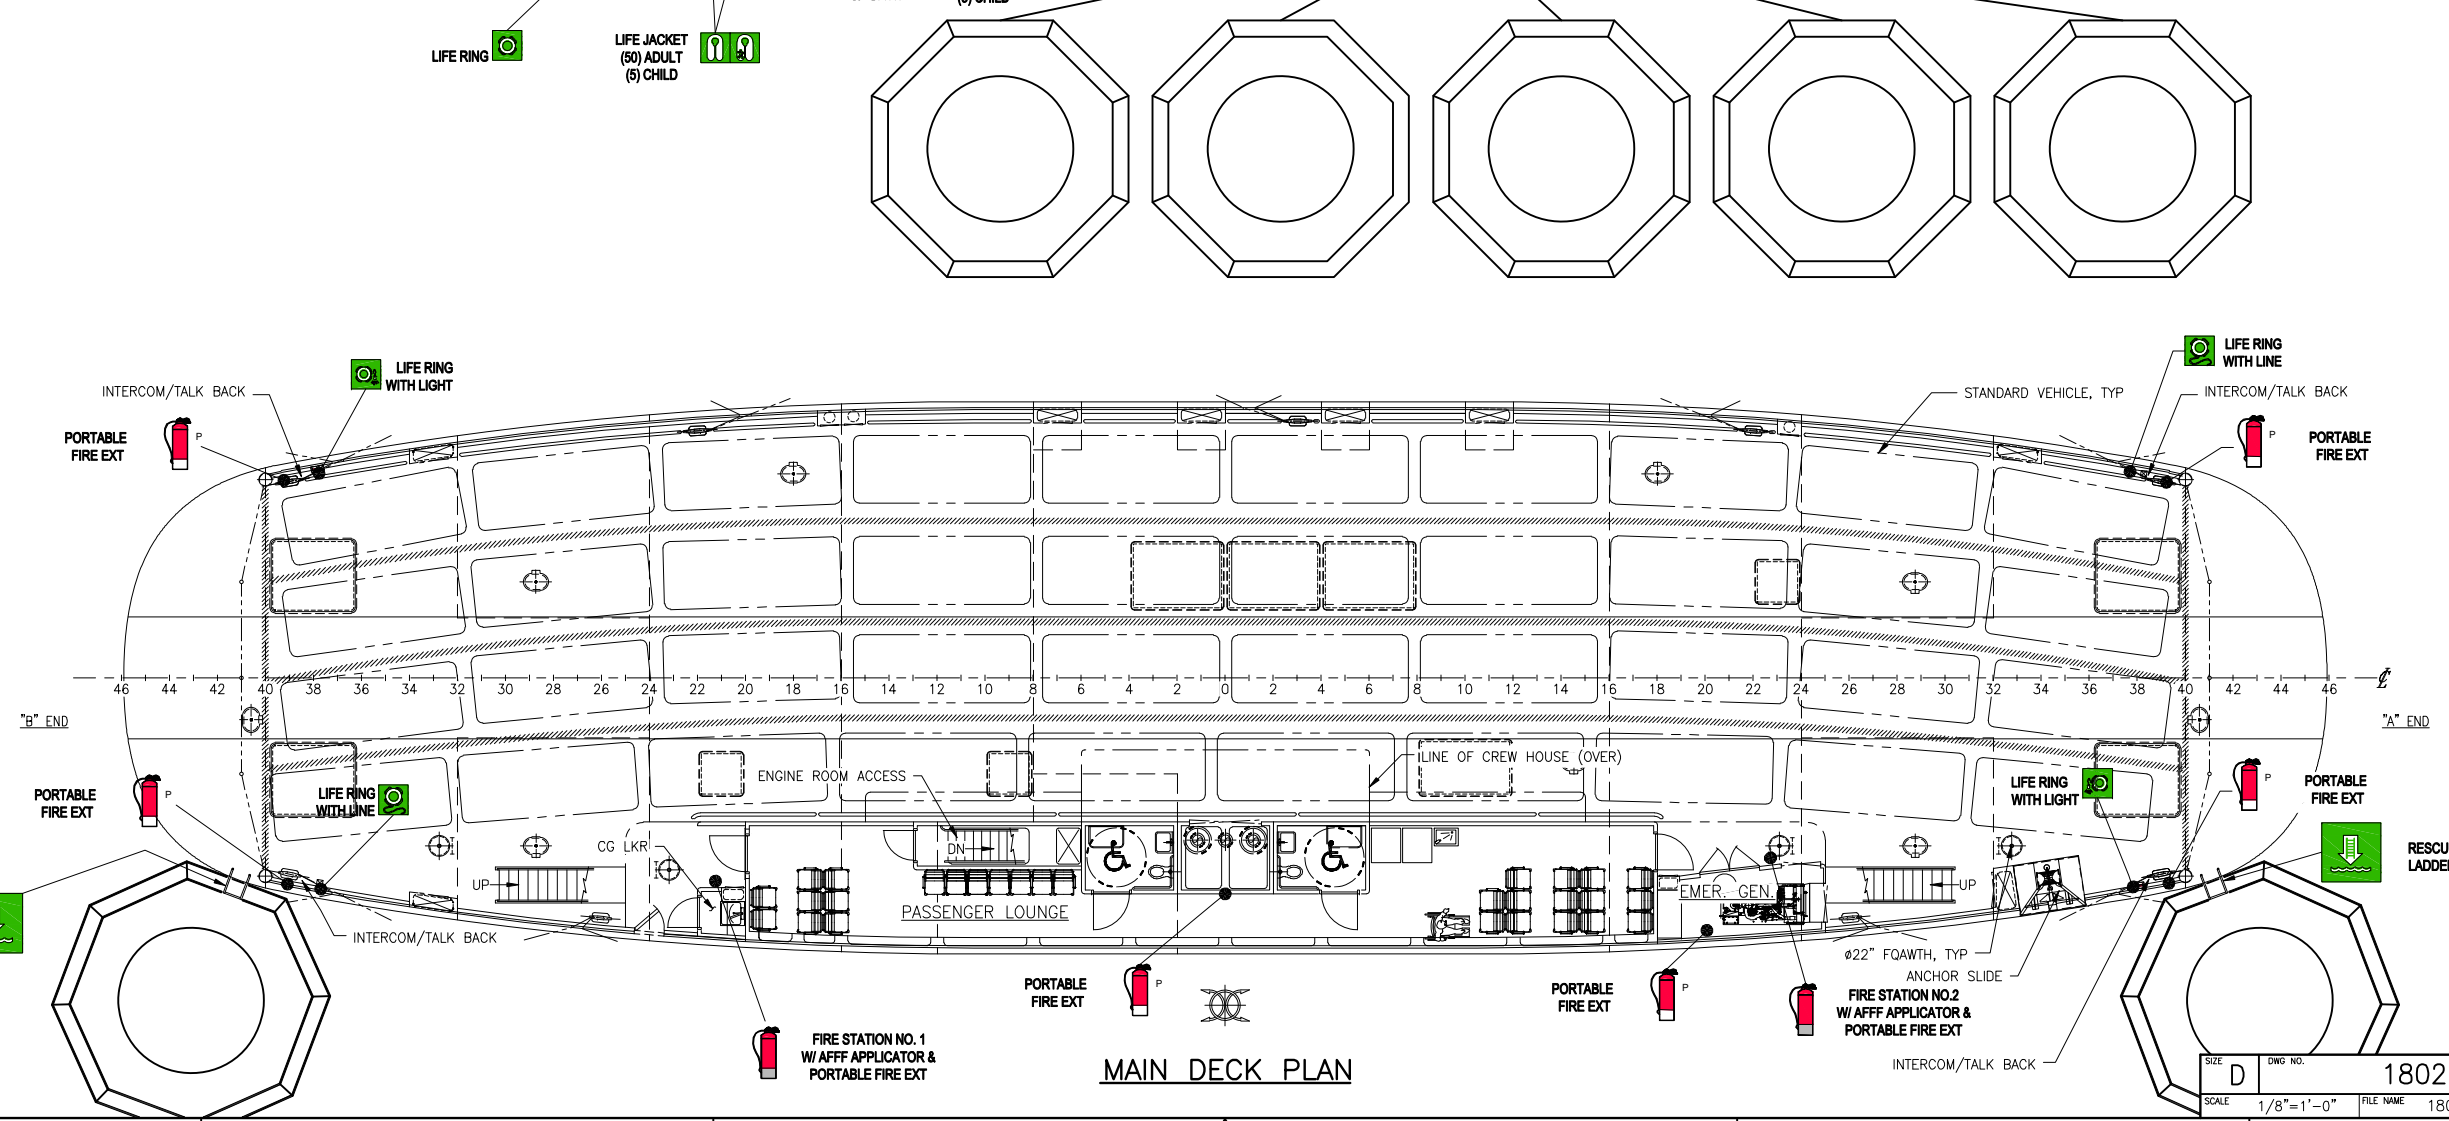 (5) CHILD
LIFE RING
LIFE JACKET
(50) ADULT
(5) CHILD
LIFE RING
WITH LIGHT
INTERCOM/TALK BACK
PORTABLE
FIRE EXT
P
LIFE RING
WITH LINE
INTERCOM/TALK BACK
STANDARD VEHICLE, TYP
P
PORTABLE
FIRE EXT
46 44 42 40 38 36 34 32 30 28 26 24 22 20 18 16 14 12 10 8 6 4 2 0 2 4 6 8 10 12 14 16 18 20 22 24 26 28 30 32 34 36 38 40 42 44 46
"B" END
"A" END
PORTABLE
FIRE EXT
P
LIFE RING
WITH LINE
ENGINE ROOM ACCESS
LINE OF CREW HOUSE (OVER)
LIFE RING
WITH LIGHT
P
PORTABLE
FIRE EXT
CG LKR
DN
UP
PASSENGER LOUNGE
EMER. GEN.
UP
RESCU
LADDE
INTERCOM/TALK BACK
ø22" FQAWTH, TYP
ANCHOR SLIDE
PORTABLE
FIRE EXT
P
PORTABLE
FIRE EXT
P
FIRE STATION NO.2
W/ AFFF APPLICATOR &
PORTABLE FIRE EXT
FIRE STATION NO. 1
W/ AFFF APPLICATOR &
PORTABLE FIRE EXT
INTERCOM/TALK BACK
MAIN DECK PLAN
SIZE
D
DWG NO.
1802
SCALE
1/8"=1'-0"
FILE NAME
180